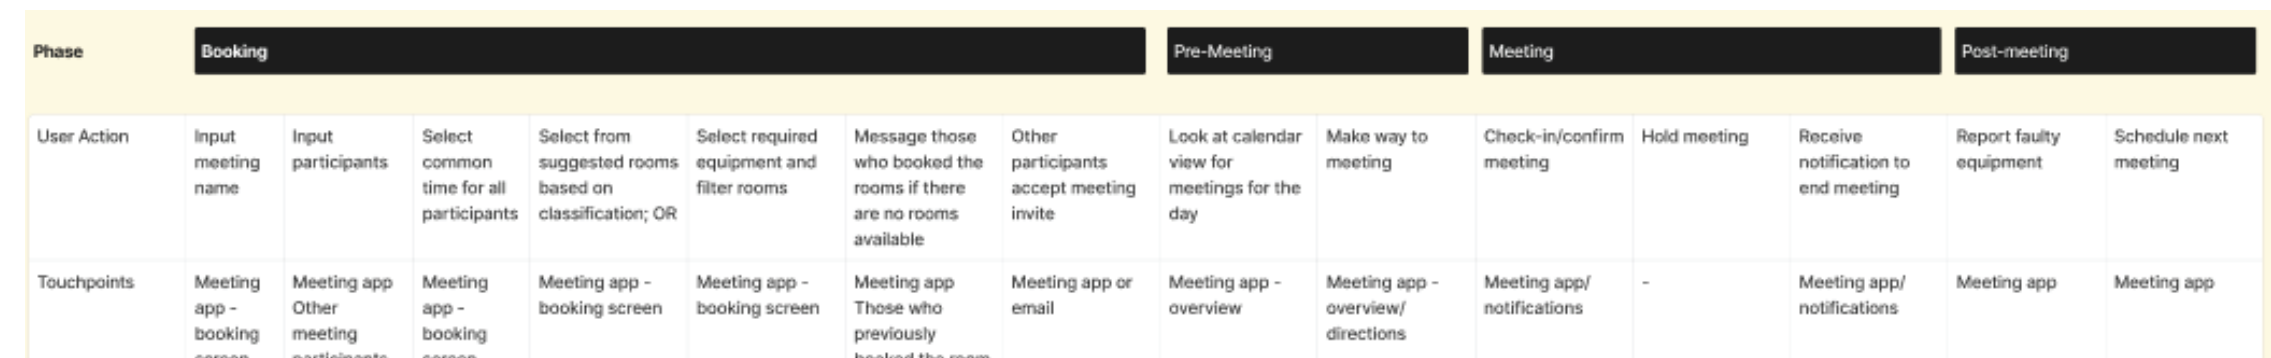 Phase
Booking
Pre-Meeting
Meeting
Post-meeting
User Action
Input
meeting
name
Input
participants
Select
common
time for all
participants
Select from
suggested rooms
based on
classification; OR
Select required
equipment and
filter rooms
Message those
who booked the
rooms if there
are no rooms
available
Other
participants
accept meeting
invite
Look at calendar
view for
meetings for the
day
Make way to
meeting
Check-in/confirm
meeting
Hold meeting
Receive
notification to
end meeting
Report faulty
equipment
Schedule next
meeting
Touchpoints
Meeting
app -
booking
screen
Meeting app
Other
meeting
participants
Meeting
app -
booking
screen
Meeting app -
booking screen
Meeting app -
booking screen
Meeting app
Those who
previously
booked the room
Meeting app or
email
Meeting app -
overview
Meeting app -
overview/
directions
Meeting app/
notifications
-
Meeting app/
notifications
Meeting app
Meeting app